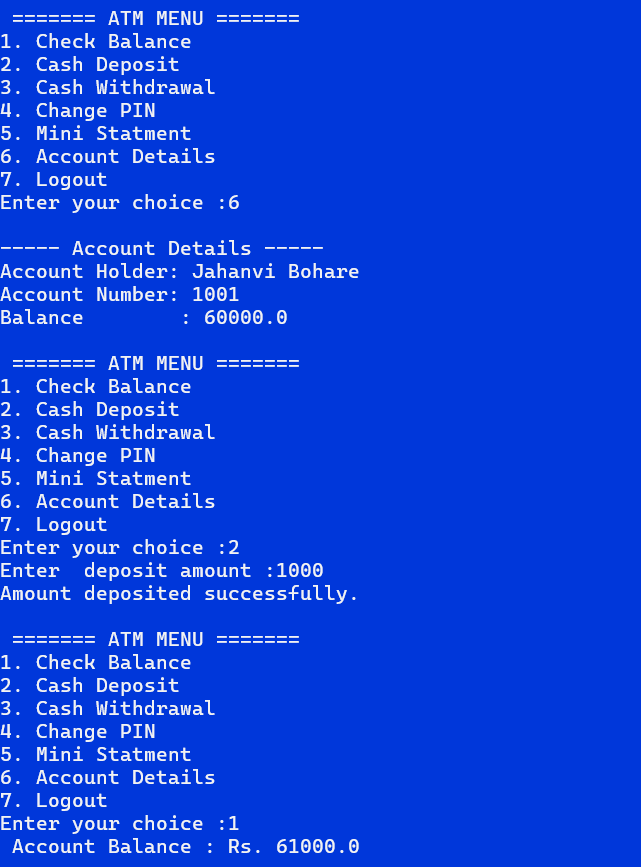 ======= ATM MENU =======
1. Check Balance
2. Cash Deposit
3. Cash Withdrawal
4. Change PIN
5. Mini Statment
6. Account Details
7. Logout
Enter your choice :6

----- Account Details -----
Account Holder: Jahanvi Bohare
Account Number: 1001
Balance        : 60000.0

======= ATM MENU =======
1. Check Balance
2. Cash Deposit
3. Cash Withdrawal
4. Change PIN
5. Mini Statment
6. Account Details
7. Logout
Enter your choice :2
Enter  deposit amount :1000
Amount deposited successfully.

======= ATM MENU =======
1. Check Balance
2. Cash Deposit
3. Cash Withdrawal
4. Change PIN
5. Mini Statment
6. Account Details
7. Logout
Enter your choice :1
Account Balance : Rs. 61000.0